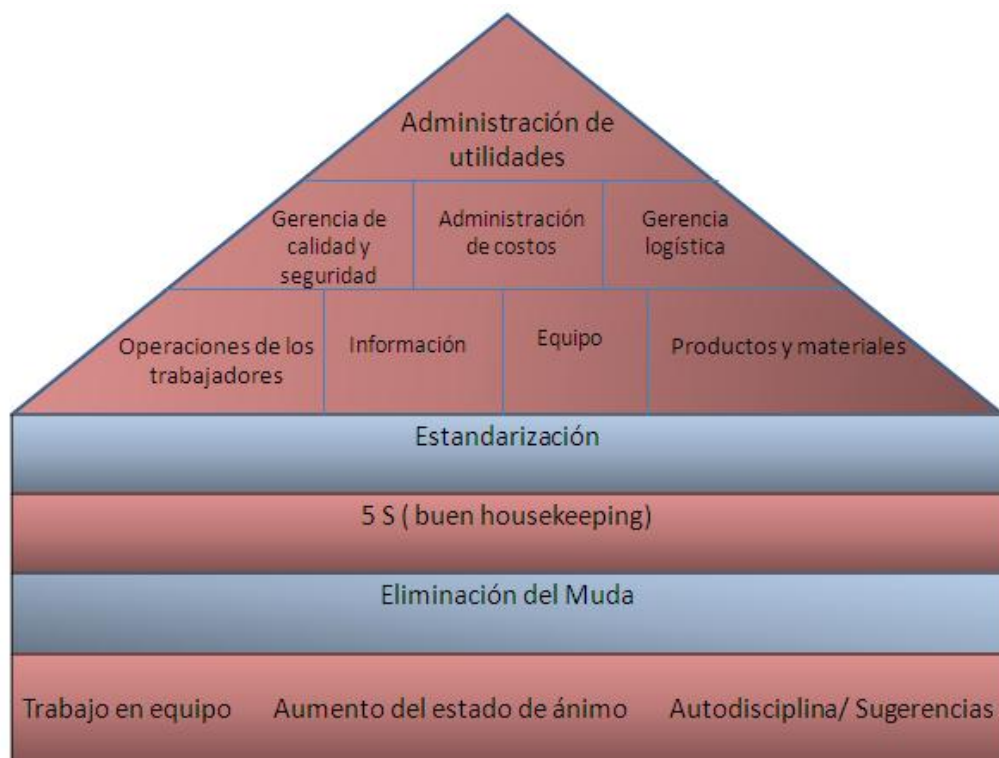 Administración de
utilidades
Gerencia de
calidad y
seguridad
Administración
de costos
Gerencia
logística
Operaciones de los
trabajadores
Información
Equipo
Productos y materiales
Estandarización
5 S ( buen housekeeping)
Eliminación del Muda
Trabajo en equipo
Aumento del estado de ánimo
Autodisciplina/ Sugerencias